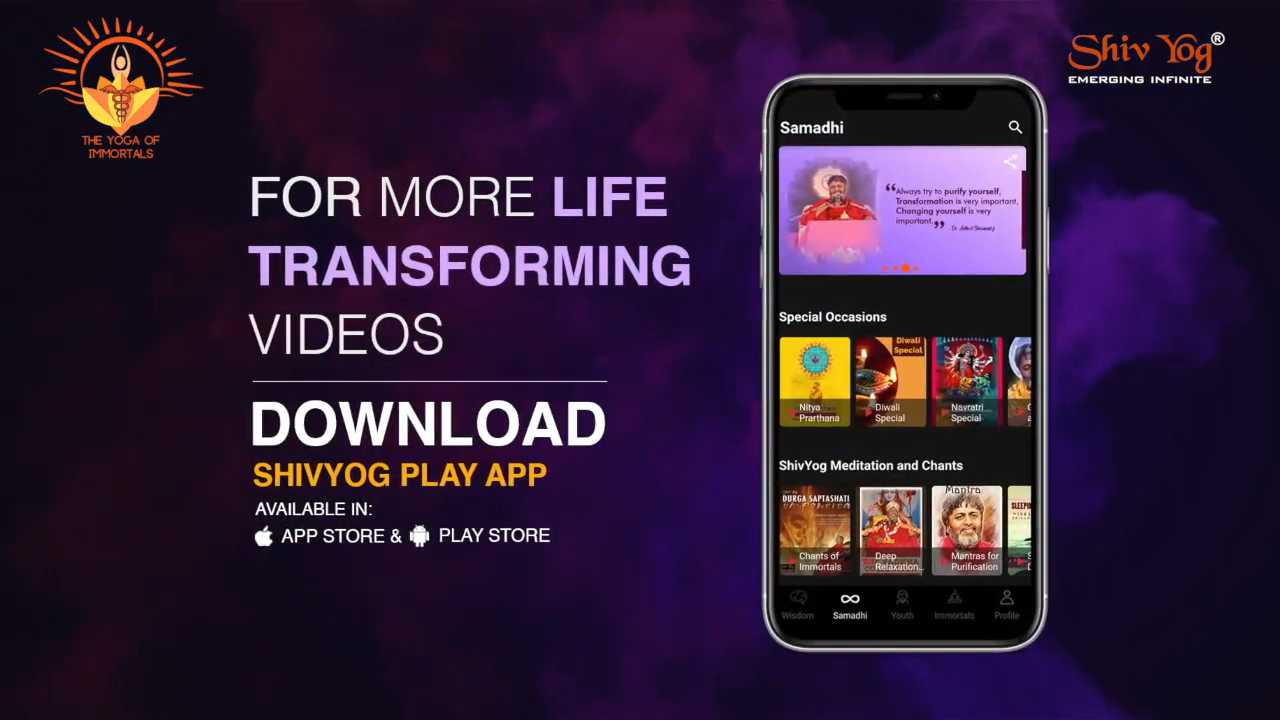 THE YOGA OF
IMMORTALS
Shiv Yog®
EMERGING INFINITE
FOR MORE LIFE
TRANSFORMING
VIDEOS
DOWNLOAD
SHIVYOG PLAY APP
AVAILABLE IN:
APP STORE & PLAY STORE
Samadhi
“Always try to purify yourself,
Transformation is very important,
Changing yourself is very
important.”
Special Occasions
Nitya
Prarthana
Diwali
Special
Diwali
Special
Navratri
Special
ShivYog Meditation and Chants
DURGA SAPTASHATI
EMPOWERED
Chants of
Immortals
Deep
Relaxation...
Mantra
Mantras for
Purification
Wisdom
Samadhi
Youth
Immortals
Profile